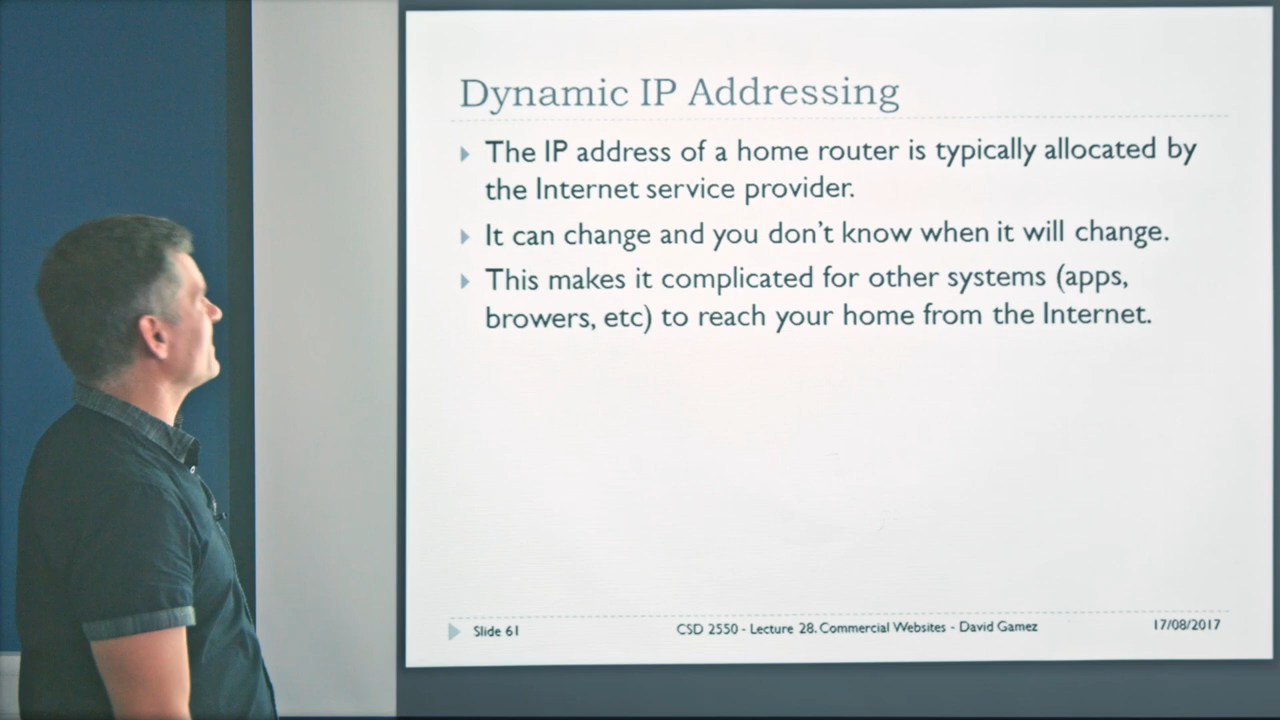 Dynamic IP Addressing
The IP address of a home router is typically allocated by
the Internet service provider.
It can change and you don't know when it will change.
This makes it complicated for other systems (apps,
browers, etc) to reach your home from the Internet.
Slide 61
CSD 2550 - Lecture 28. Commercial Websites - David Gamez
17/08/2017